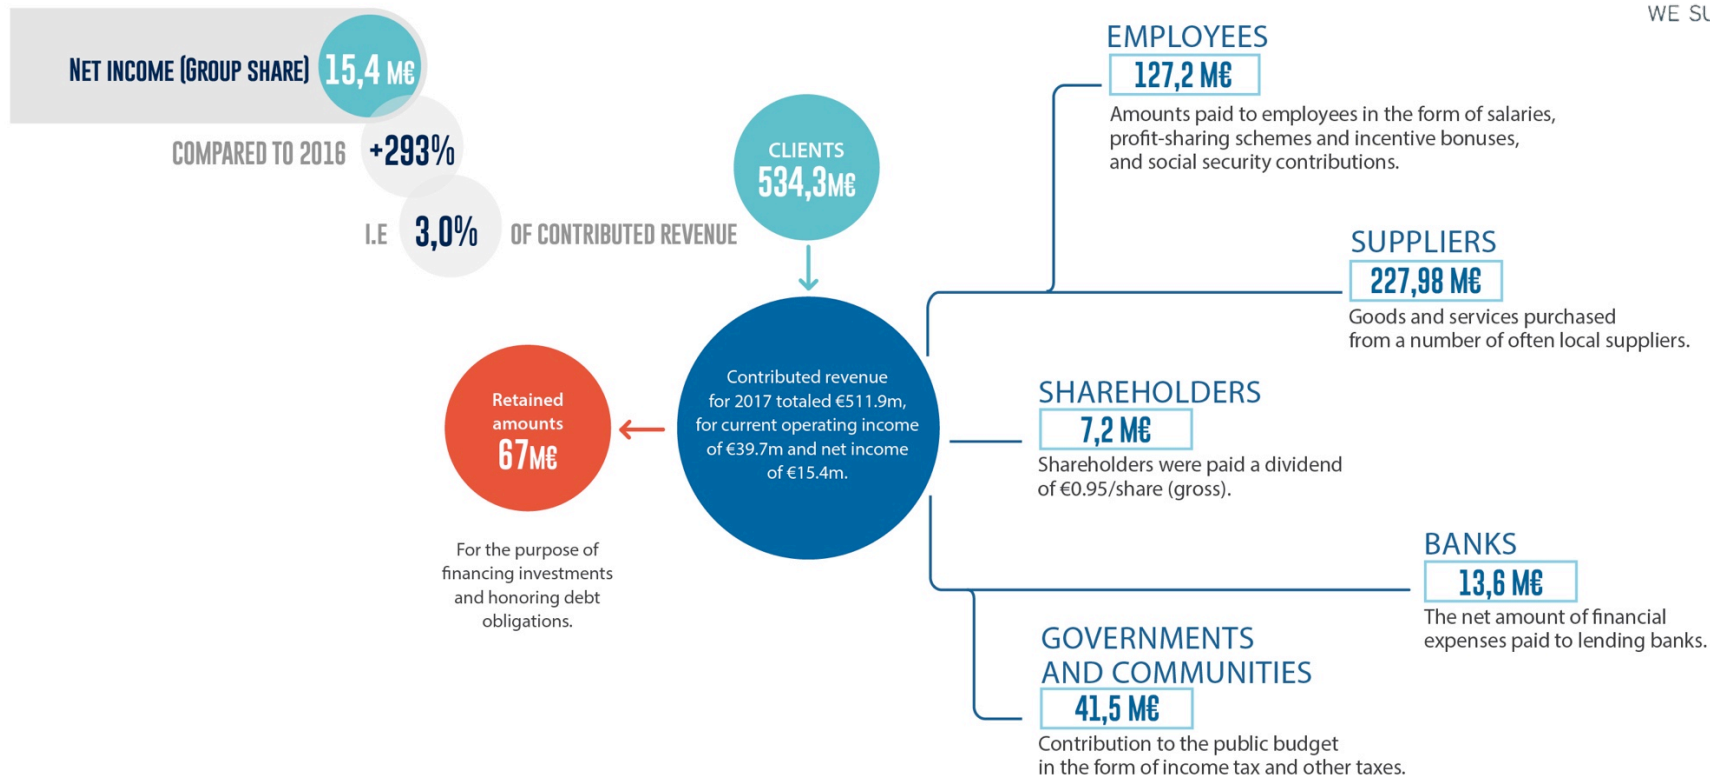 WE SU
NET INCOME (GROUP SHARE) 15,4 M€
COMPARED TO 2016 +293%
I.E 3,0% OF CONTRIBUTED REVENUE
CLIENTS
534,3M€
Contributed revenue
for 2017 totaled €511.9m,
for current operating income
of €39.7m and net income
of €15.4m.
Retained
amounts
67M€
For the purpose of
financing investments
and honoring debt
obligations.
EMPLOYEES
127,2 M€
Amounts paid to employees in the form of salaries,
profit-sharing schemes and incentive bonuses,
and social security contributions.
SUPPLIERS
227,98 M€
Goods and services purchased
from a number of often local suppliers.
SHAREHOLDERS
7,2 M€
Shareholders were paid a dividend
of €0.95/share (gross).
BANKS
13,6 M€
The net amount of financial
expenses paid to lending banks.
GOVERNMENTS
AND COMMUNITIES
41,5 M€
Contribution to the public budget
in the form of income tax and other taxes.